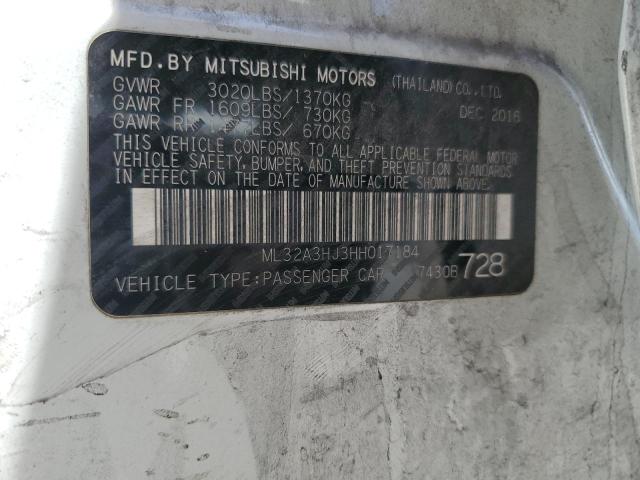 MFD.BY MITSUBISHI MOTORS (THAILAND) CO.,LTD.
GVWR 3020LBS/1370KG DEC 2016
GAWR FR 1609LBS/ 730KG
GAWR RR LBS/ 670KG
THIS VEHICLE CONFORMS TO ALL APPLICABLE FEDERAL MOTOR
VEHICLE SAFETY, BUMPER, AND THEFT PREVENTION STANDARDS
IN EFFECT ON THE DATE OF MANUFACTURE SHOWN ABOVE.
ML32A3HJ3HH017184
VEHICLE TYPE:PASSENGER CAR 7430B 728